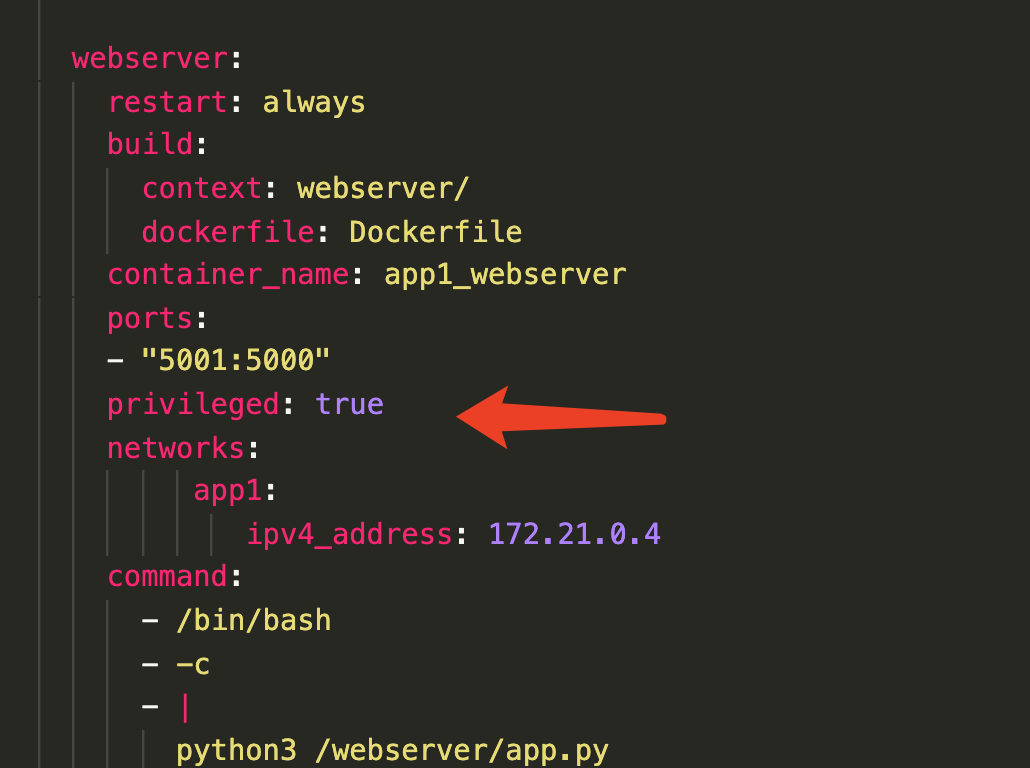 webserver:
restart: always
build:
context: webserver/
dockerfile: Dockerfile
container_name: app1_webserver
ports:
- "5001:5000"
privileged: true
networks:
app1:
ipv4_address: 172.21.0.4
command:
- /bin/bash
- -c
- |
python3 /webserver/app.py